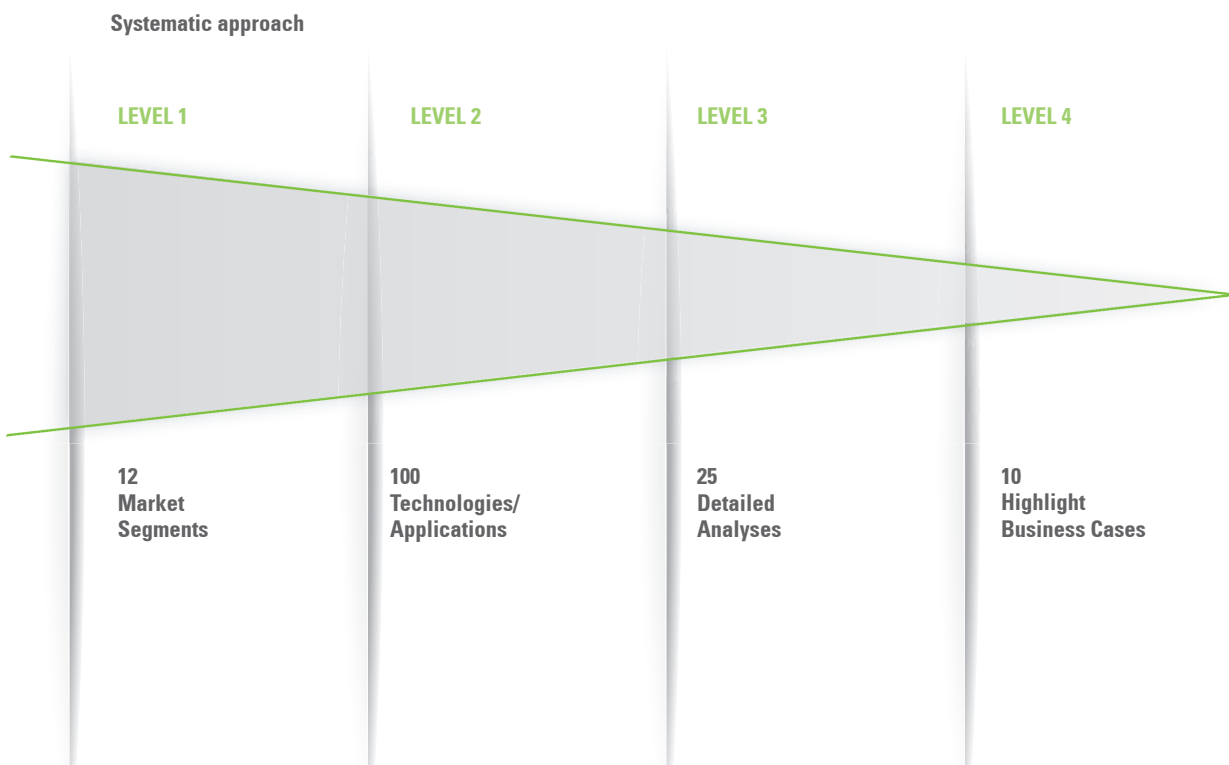 Systematic approach
LEVEL 1
LEVEL 2
LEVEL 3
LEVEL 4
12
Market
Segments
100
Technologies/
Applications
25
Detailed
Analyses
10
Highlight
Business Cases